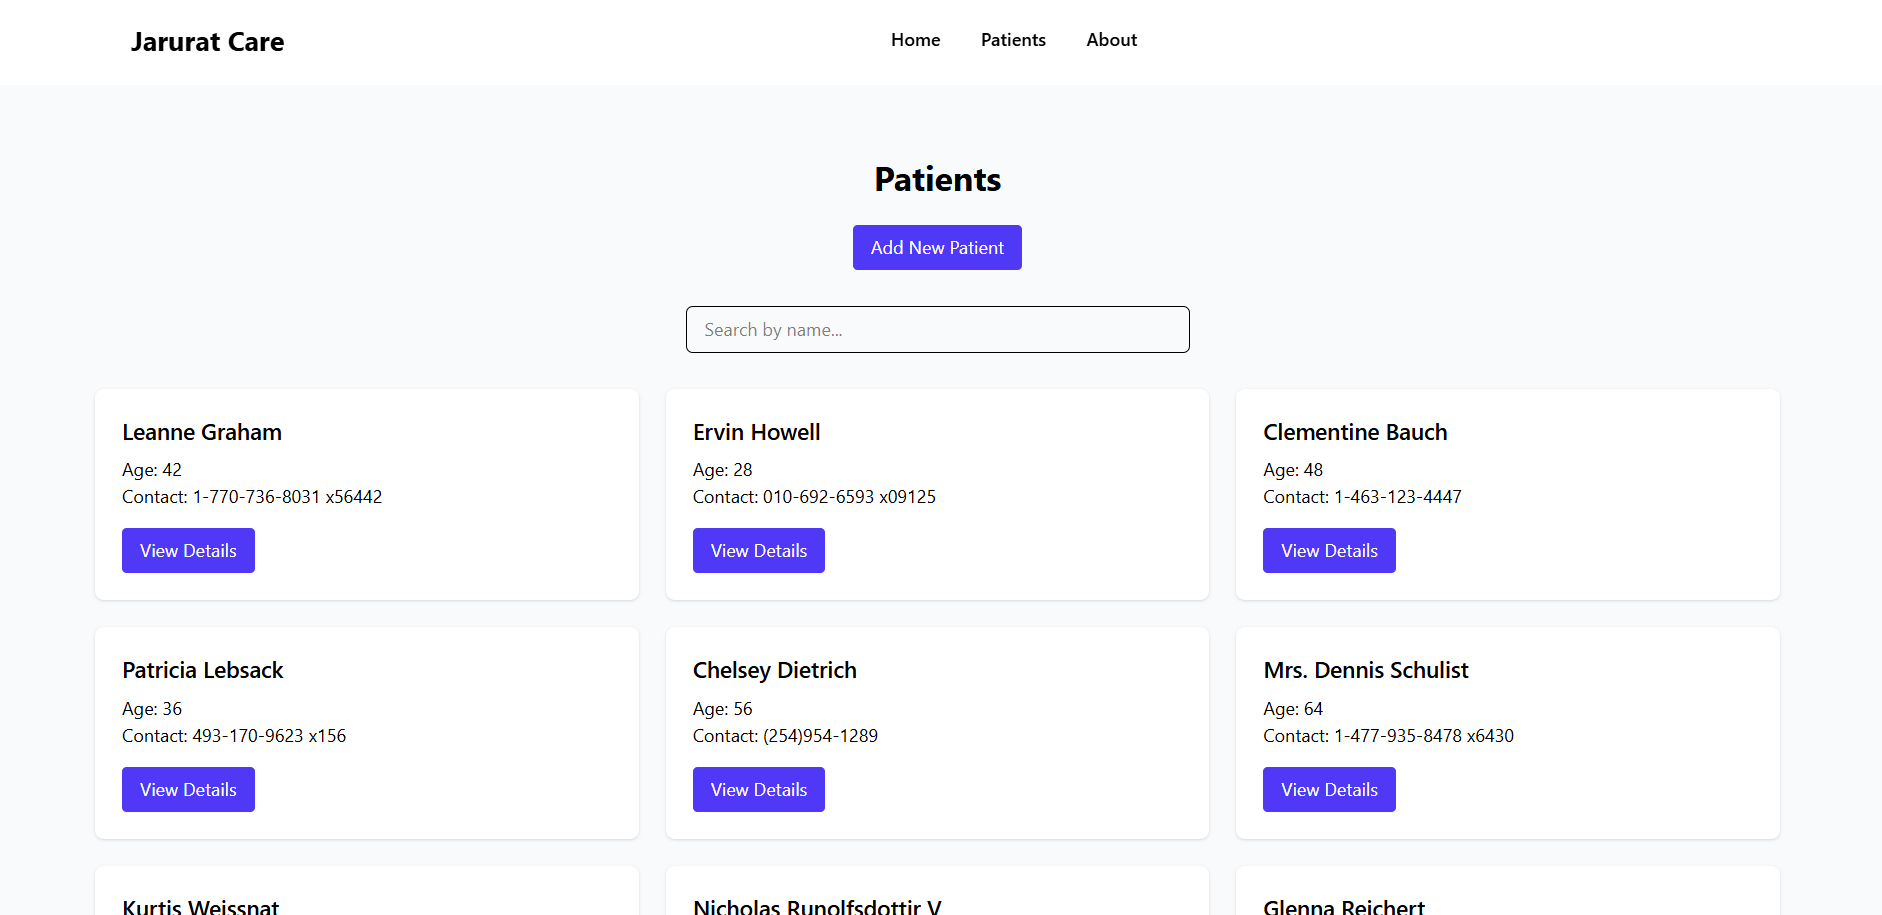 Jarurat Care
Home
Patients
About
Patients
Add New Patient
Search by name...
Leanne Graham
Age: 42
Contact: 1-770-736-8031 x56442
View Details
Ervin Howell
Age: 28
Contact: 010-692-6593 x09125
View Details
Clementine Bauch
Age: 48
Contact: 1-463-123-4447
View Details
Patricia Lebsack
Age: 36
Contact: 493-170-9623 x156
View Details
Chelsey Dietrich
Age: 56
Contact: (254)954-1289
View Details
Mrs. Dennis Schulist
Age: 64
Contact: 1-477-935-8478 x6430
View Details
Kurtis Weissnat
Nicholas Runolfsdottir V
Glenna Reichert